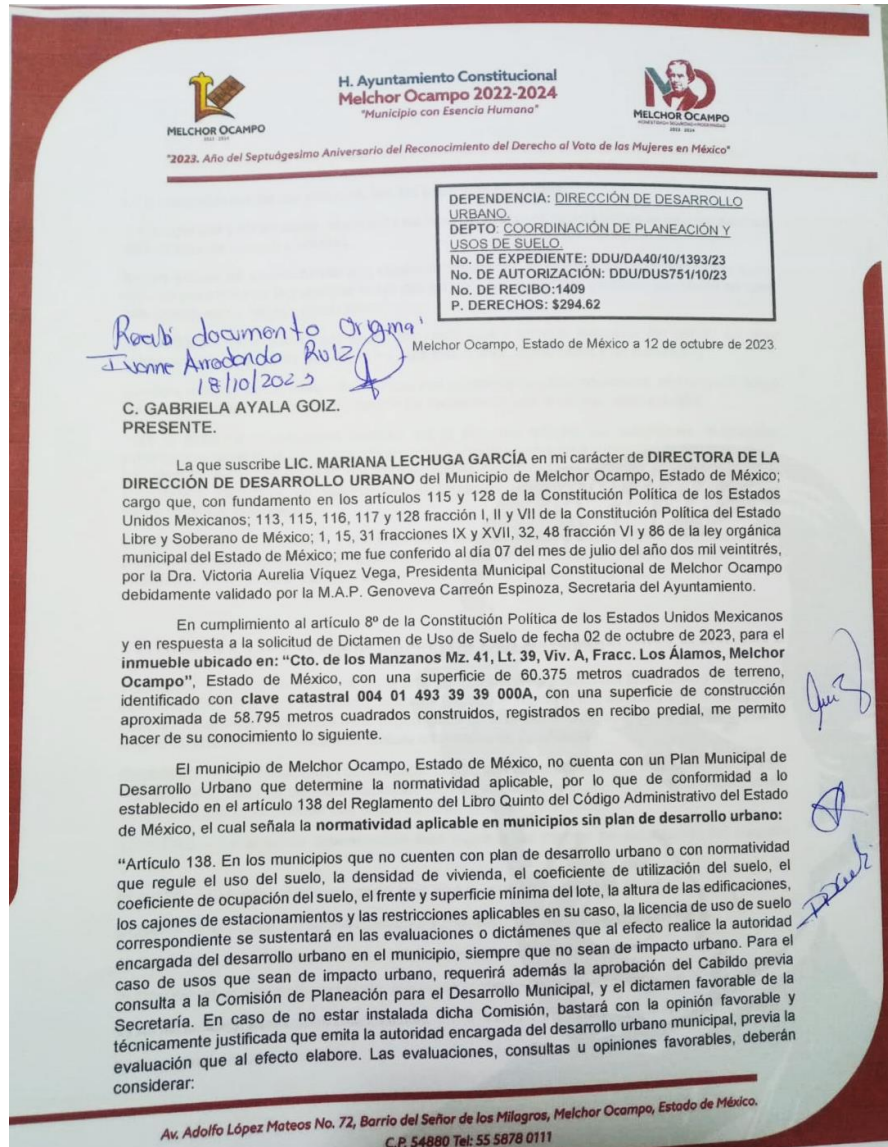 MELCHOR OCAMPO
2022 2024
H. Ayuntamiento Constitucional
Melchor Ocampo 2022-2024
"Municipio con Esencia Humana"
MELCHOR OCAMPO
2022 2024
"2023. Año del Septuágesimo Aniversario del Reconocimiento del Derecho al Voto de las Mujeres en México"
DEPENDENCIA: DIRECCIÓN DE DESARROLLO
URBANO.
DEPTO: COORDINACIÓN DE PLANEACIÓN Y
USOS DE SUELO.
No. DE EXPEDIENTE: DDU/DA40/10/1393/23
No. DE AUTORIZACIÓN: DDU/DUS751/10/23
No. DE RECIBO:1409
P. DERECHOS: $294.62
Recibi documento Original
Ivonne Arredondo Ruiz
18/10/2023
Melchor Ocampo, Estado de México a 12 de octubre de 2023.
C. GABRIELA AYALA GOIZ.
PRESENTE.
La que suscribe LIC. MARIANA LECHUGA GARCÍA en mi carácter de DIRECTORA DE LA
DIRECCIÓN DE DESARROLLO URBANO del Municipio de Melchor Ocampo, Estado de México;
cargo que, con fundamento en los artículos 115 y 128 de la Constitución Política de los Estados
Unidos Mexicanos; 113, 115, 116, 117 y 128 fracción I, II y VII de la Constitución Política del Estado
Libre y Soberano de México; 1, 15, 31 fracciones IX y XVII, 32, 48 fracción VI y 86 de la ley orgánica
municipal del Estado de México; me fue conferido al día 07 del mes de julio del año dos mil veintitrés,
por la Dra. Victoria Aurelia Víquez Vega, Presidenta Municipal Constitucional de Melchor Ocampo
debidamente validado por la M.A.P. Genoveva Carreón Espinoza, Secretaria del Ayuntamiento.
En cumplimiento al artículo 8º de la Constitución Política de los Estados Unidos Mexicanos
y en respuesta a la solicitud de Dictamen de Uso de Suelo de fecha 02 de octubre de 2023, para el
inmueble ubicado en: "Cto. de los Manzanos Mz. 41, Lt. 39, Viv. A, Fracc. Los Álamos, Melchor
Ocampo", Estado de México, con una superficie de 60.375 metros cuadrados de terreno,
identificado con clave catastral 004 01 493 39 39 000A, con una superficie de construcción
aproximada de 58.795 metros cuadrados construidos, registrados en recibo predial, me permito
hacer de su conocimiento lo siguiente.
El municipio de Melchor Ocampo, Estado de México, no cuenta con un Plan Municipal de
Desarrollo Urbano que determine la normatividad aplicable, por lo que de conformidad a lo
establecido en el artículo 138 del Reglamento del Libro Quinto del Código Administrativo del Estado
de México, el cual señala la normatividad aplicable en municipios sin plan de desarrollo urbano:
"Artículo 138. En los municipios que no cuenten con plan de desarrollo urbano o con normatividad
que regule el uso del suelo, la densidad de vivienda, el coeficiente de utilización del suelo, el
coeficiente de ocupación del suelo, el frente y superficie mínima del lote, la altura de las edificaciones,
los cajones de estacionamientos y las restricciones aplicables en su caso, la licencia de uso de suelo
correspondiente se sustentará en las evaluaciones o dictámenes que al efecto realice la autoridad
encargada del desarrollo urbano en el municipio, siempre que no sean de impacto urbano. Para el
caso de usos que sean de impacto urbano, requerirá además la aprobación del Cabildo previa
consulta a la Comisión de Planeación para el Desarrollo Municipal, y el dictamen favorable de la
Secretaría. En caso de no estar instalada dicha Comisión, bastará con la opinión favorable y
técnicamente justificada que emita la autoridad encargada del desarrollo urbano municipal, previa la
evaluación que al efecto elabore. Las evaluaciones, consultas u opiniones favorables, deberán
considerar:
Av. Adolfo López Mateos No. 72, Barrio del Señor de los Milagros, Melchor Ocampo, Estado de México.
C.P. 54880 Tel: 55 5878 0111